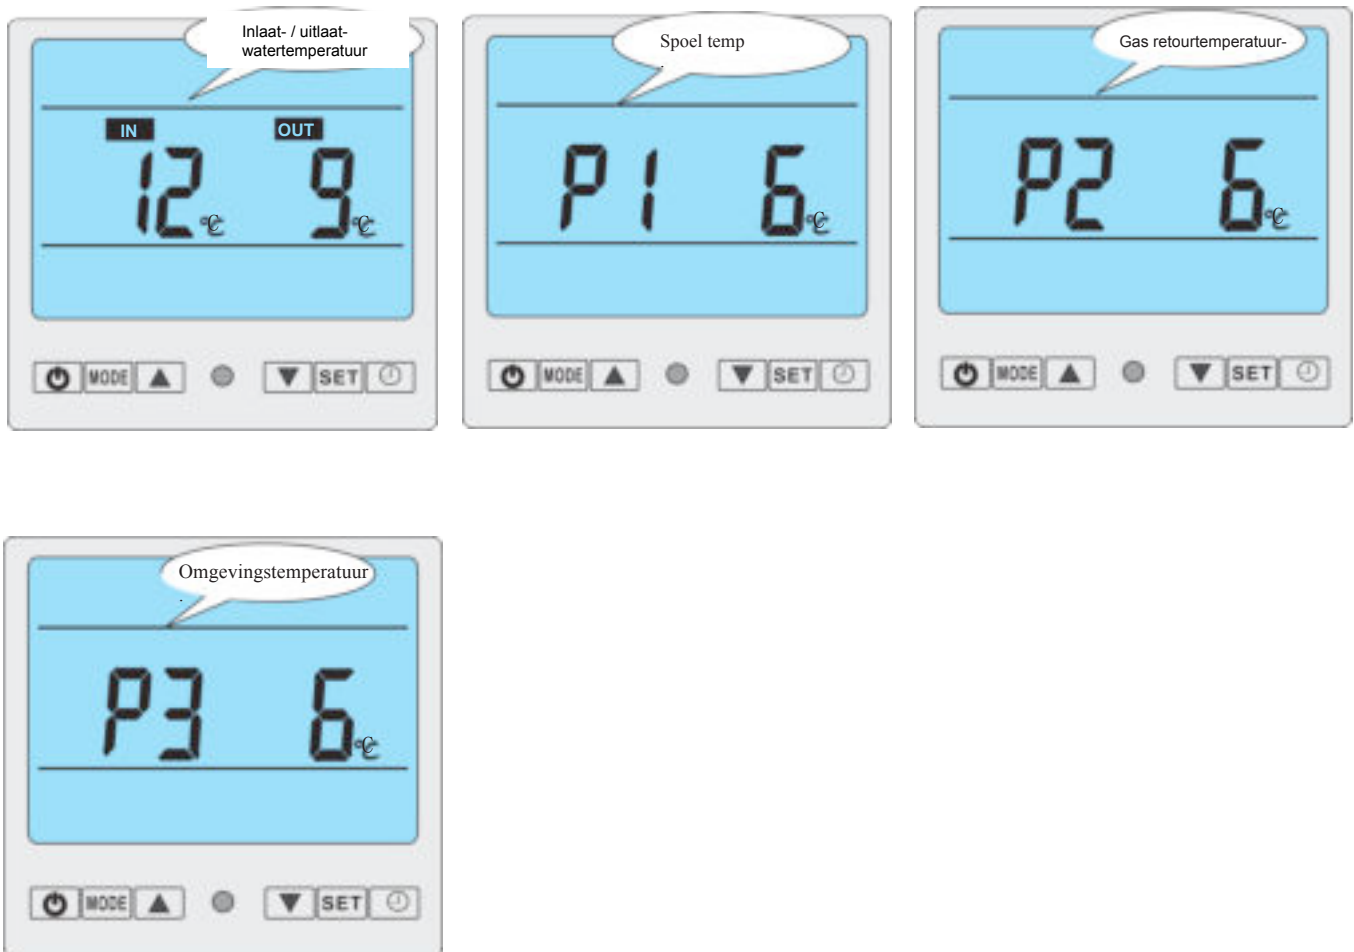 Inlaat- / uitlaat-
watertemperatuur
IN OUT
12 °C 9 °C
MODE SET
Spoel temp
.
P1 6 °C
MODE SET
Gas retourtemperatuur-
P2 6 °C
MODE SET
Omgevingstemperatuur
.
P3 6 °C
MODE SET